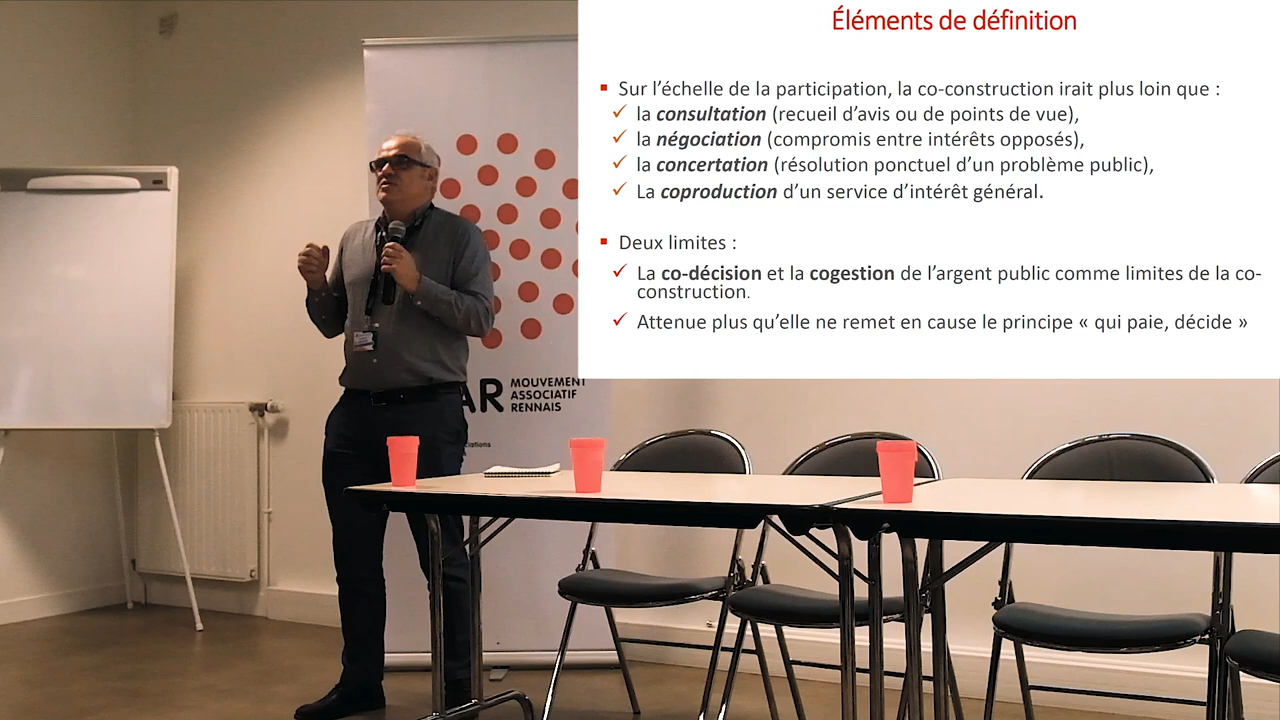 Éléments de définition
▪ Sur l’échelle de la participation, la co-construction irait plus loin que :
✓ la consultation (recueil d’avis ou de points de vue),
✓ la négociation (compromis entre intérêts opposés),
✓ la concertation (résolution ponctuel d’un problème public),
✓ La coproduction d’un service d’intérêt général.
▪ Deux limites :
✓ La co-décision et la cogestion de l’argent public comme limites de la co-
construction.
✓ Attenue plus qu’elle ne remet en cause le principe « qui paie, décide »
AR
MOUVEMENT
ASSOCIATIF
RENNAIS